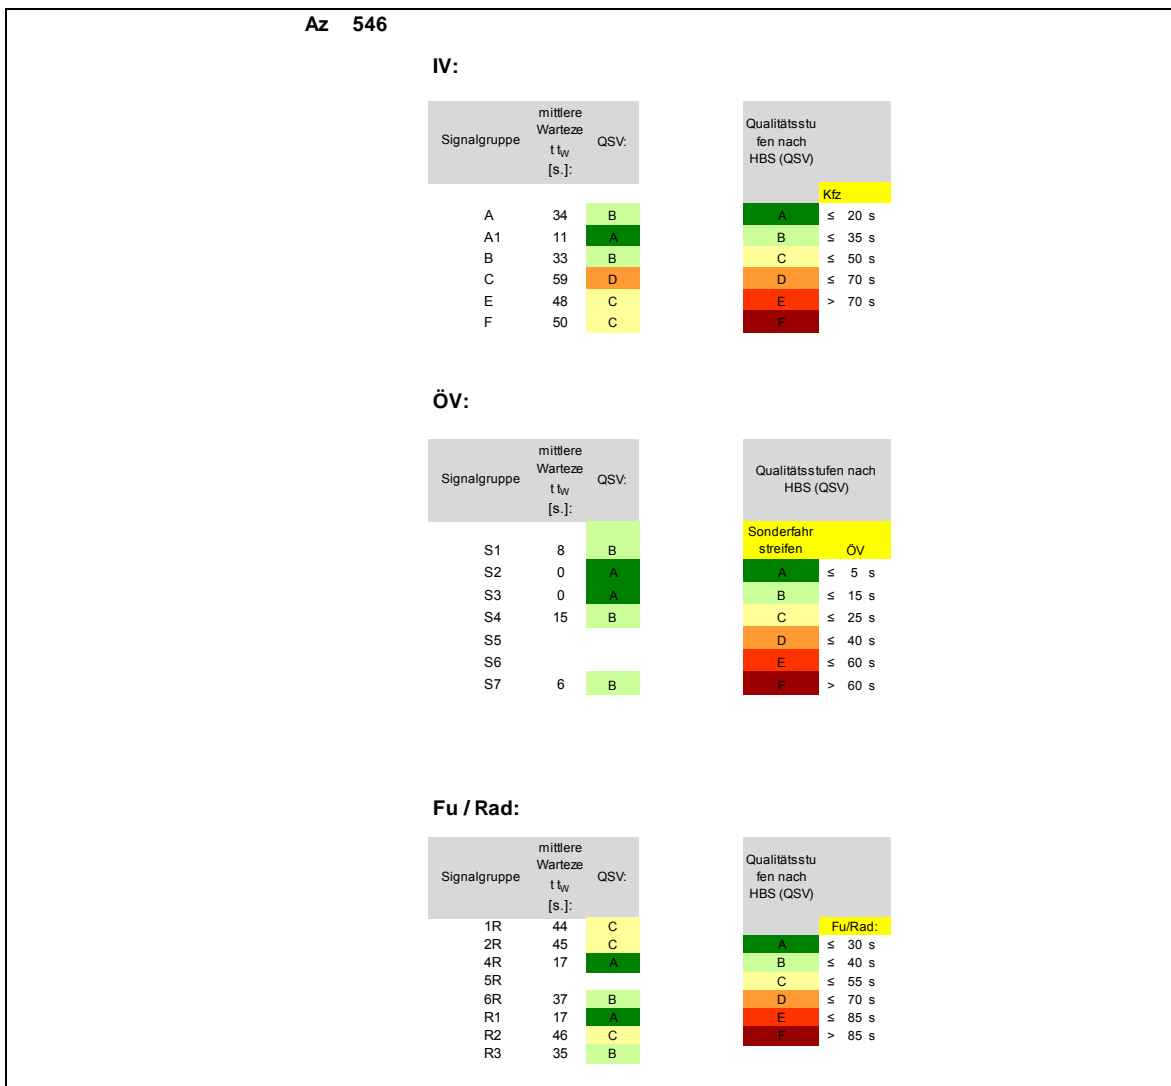 Az 546
IV:
Signalgruppe mittlere Warteze t tW [s.]: QSV:
A 34 B
A1 11 A
B 33 B
C 59 D
E 48 C
F 50 C
Qualitätsstu fen nach HBS (QSV)
Kfz
A ≤ 20 s
B ≤ 35 s
C ≤ 50 s
D ≤ 70 s
E > 70 s
F
ÖV:
Signalgruppe mittlere Warteze t tW [s.]: QSV:
S1 8 B
S2 0 A
S3 0 A
S4 15 B
S5
S6
S7 6 B
Qualitätsstufen nach HBS (QSV)
Sonderfahr streifen ÖV
A ≤ 5 s
B ≤ 15 s
C ≤ 25 s
D ≤ 40 s
E ≤ 60 s
F > 60 s
Fu / Rad:
Signalgruppe mittlere Warteze t tW [s.]: QSV:
1R 44 C
2R 45 C
4R 17 A
5R
6R 37 B
R1 17 A
R2 46 C
R3 35 B
Qualitätsstu fen nach HBS (QSV)
Fu/Rad:
A ≤ 30 s
B ≤ 40 s
C ≤ 55 s
D ≤ 70 s
E ≤ 85 s
F > 85 s